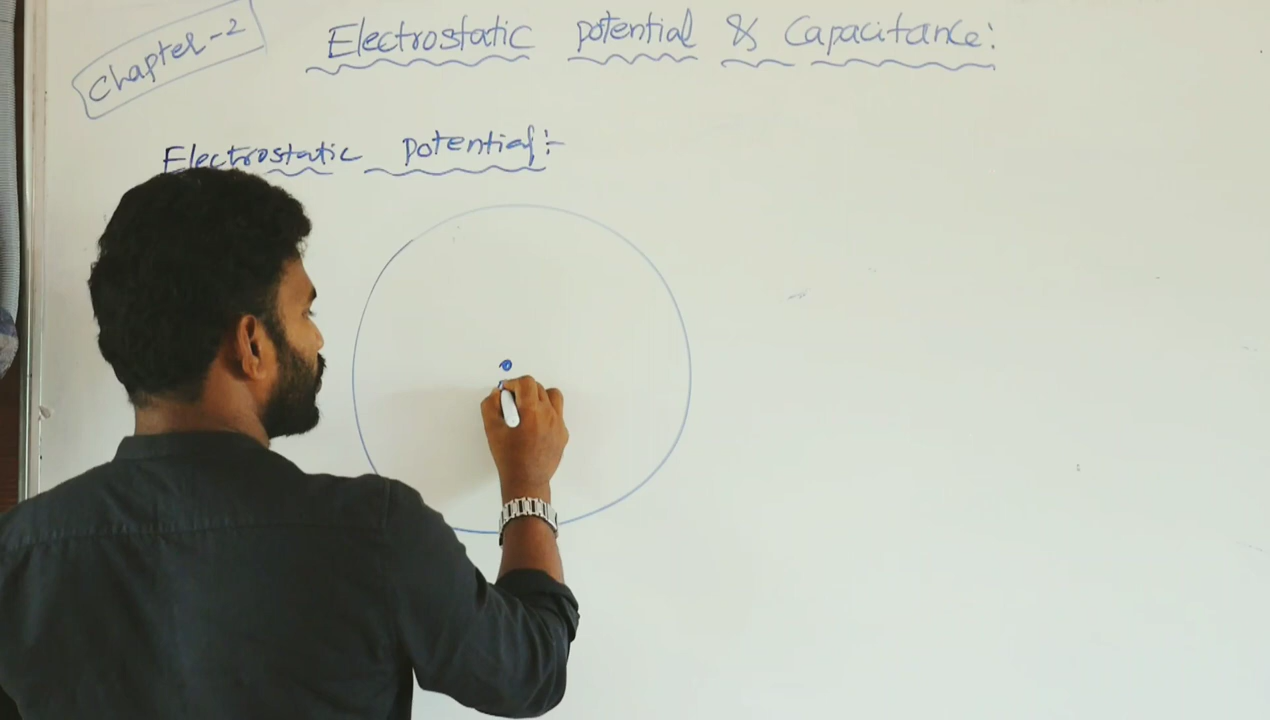 Chapter-2
Electrostatic potential & Capacitance:
Electrostatic potential:-